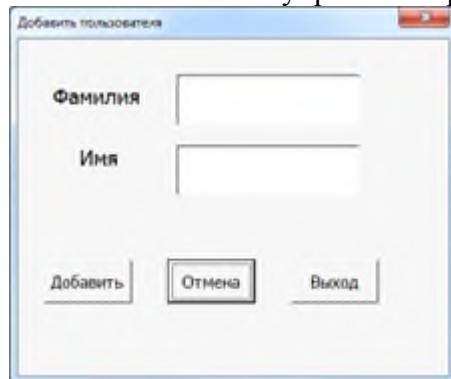 Добавить пользователя
Фамилия
Имя
Добавить
Отмена
Выход